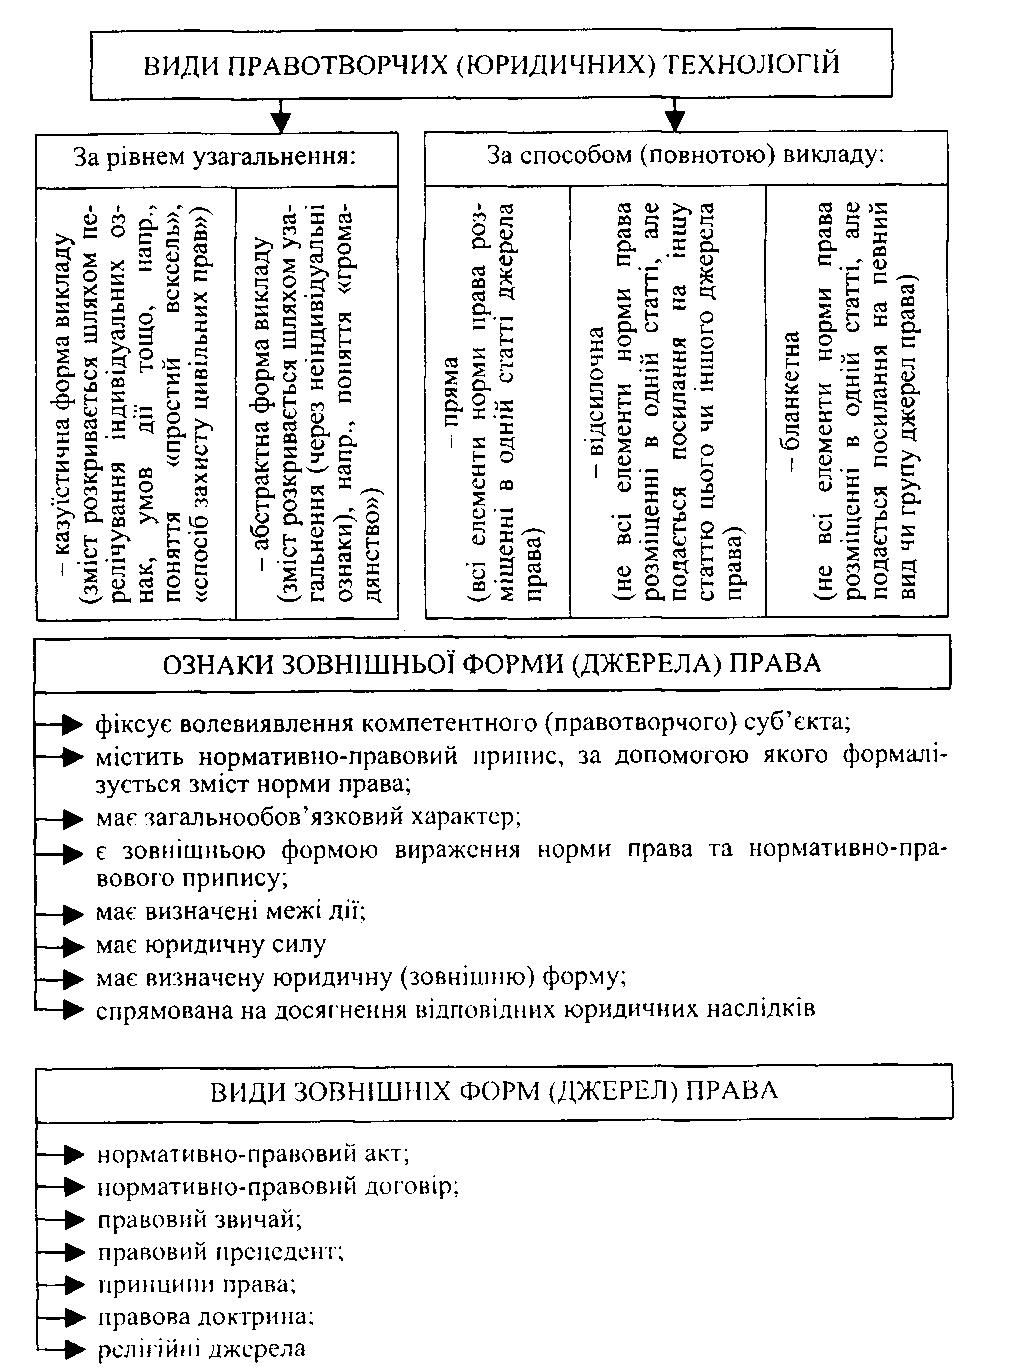 ВИДИ ПРАВОТВОРЧИХ (ЮРИДИЧНИХ) ТЕХНОЛОГІЙ
За рівнем узагальнення:
– казуїстична форма викладу
(зміст розкривається шляхом пе-
релічування індивідуальних оз-
нак, умов дії тощо, напр.,
поняття «простий вексель»,
«спосіб захисту цивільних прав»)
– абстрактна форма викладу
(зміст розкривається шляхом уза-
гальнення (через неіндивідуальні
ознаки), напр., поняття «грома-
дянство»)
За способом (повнотою) викладу:
– пряма
(всі елементи норми права роз-
міщенні в одній статті джерела
права)
– відсилочна
(не всі елементи норми права
розміщенні в одній статті, але
подається посилання на іншу
статтю цього чи іншого джерела
права)
– бланкетна
(не всі елементи норми права
розміщенні в одній статті, але
подається посилання на певний
вид чи групу джерел права)
ОЗНАКИ ЗОВНІШНЬОЇ ФОРМИ (ДЖЕРЕЛА) ПРАВА
фіксує волевиявлення компетентного (правотворчого) суб’єкта;
містить нормативно-правовий припис, за допомогою якого формалі-
зується зміст норми права;
має загальнообов’язковий характер;
є зовнішньою формою вираження норми права та нормативно-пра-
вового припису;
має визначені межі дії;
має юридичну силу
має визначену юридичну (зовнішню) форму;
спрямована на досягнення відповідних юридичних наслідків
ВИДИ ЗОВНІШНІХ ФОРМ (ДЖЕРЕЛ) ПРАВА
нормативно-правовий акт;
нормативно-правовий договір;
правовий звичай;
правовий прецедент;
принципи права;
правова доктрина;
релігійні джерела